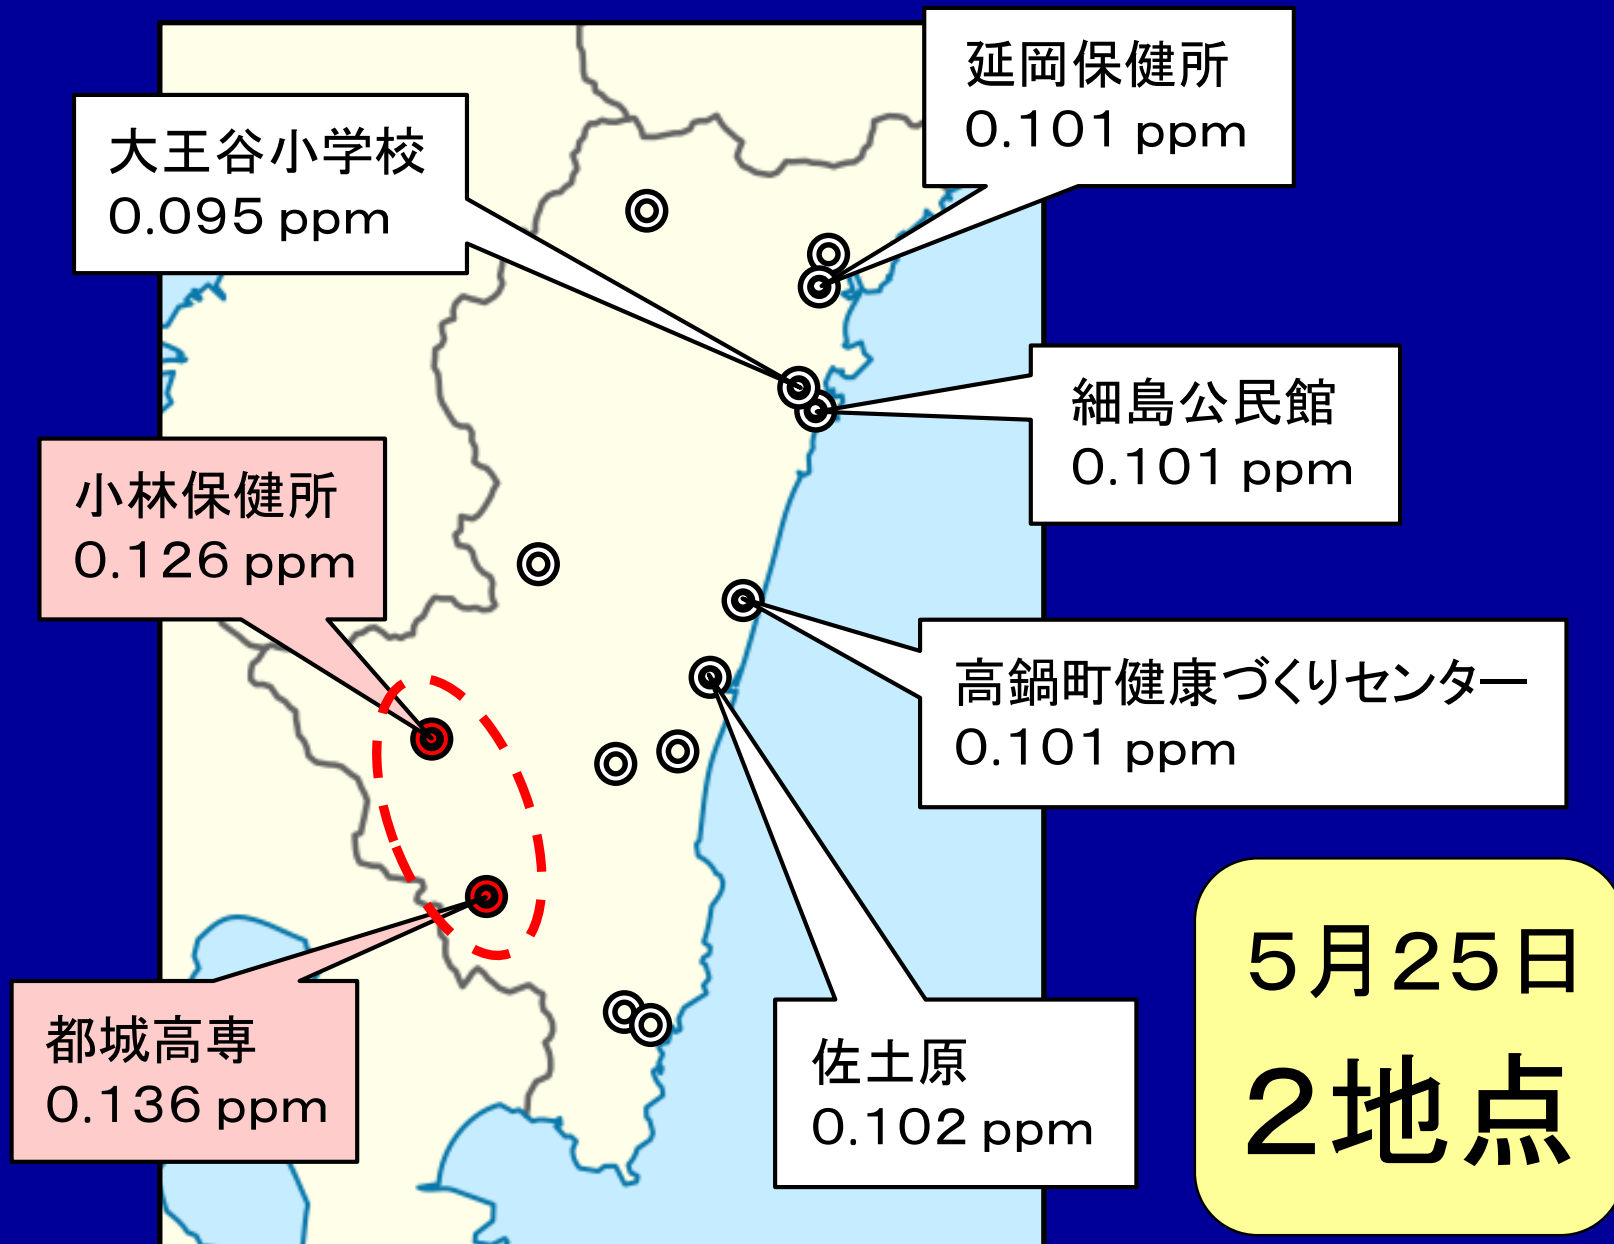 延岡保健所
0.101 ppm
大王谷小学校
0.095 ppm
細島公民館
0.101 ppm
小林保健所
0.126 ppm
高鍋町健康づくりセンター
0.101 ppm
都城高専
0.136 ppm
佐土原
0.102 ppm
5月25日
2地点